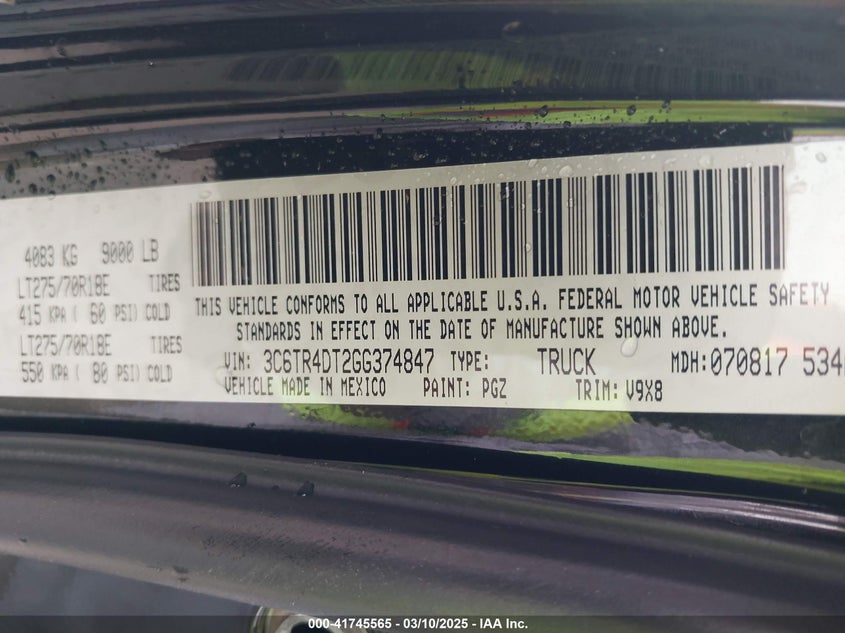 4083 KG 9000 LB
LT275/70R18E TIRES
415 KPA ( 60 PSI) COLD
LT275/70R18E TIRES
550 KPA ( 80 PSI) COLD
THIS VEHICLE CONFORMS TO ALL APPLICABLE U.S.A. FEDERAL MOTOR VEHICLE SAFETY
STANDARDS IN EFFECT ON THE DATE OF MANUFACTURE SHOWN ABOVE.
VIN: 3C6TR4DT2GG374847 TYPE: TRUCK MDH:070817 534
VEHICLE MADE IN MEXICO PAINT: PGZ TRIM: V9X8
000-41745565 / 03/10/2025 - IAA Inc.